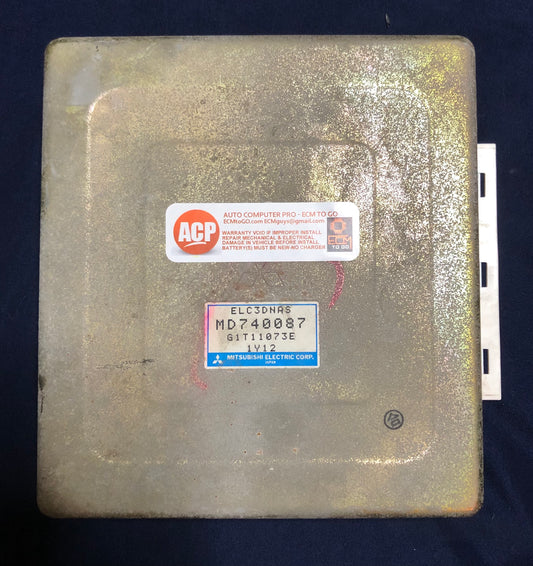 ACP
AUTO COMPUTER PRO - ECM TO GO
ECMtoGO.com ECMguyx@gmail.com
WARRANTY VOID IF IMPROPER INSTALL
REPAIR MECHANICAL & ELECTRICAL
DAMAGE IN VEHICLE BEFORE INSTALL
BATTERY(S) MUST BE NEW-NO CHARGER
ECM
TO GO
ELC3DNAS
MD740087
G1T11073E
1Y12
MITSUBISHI ELECTRIC CORP.
JAPAN